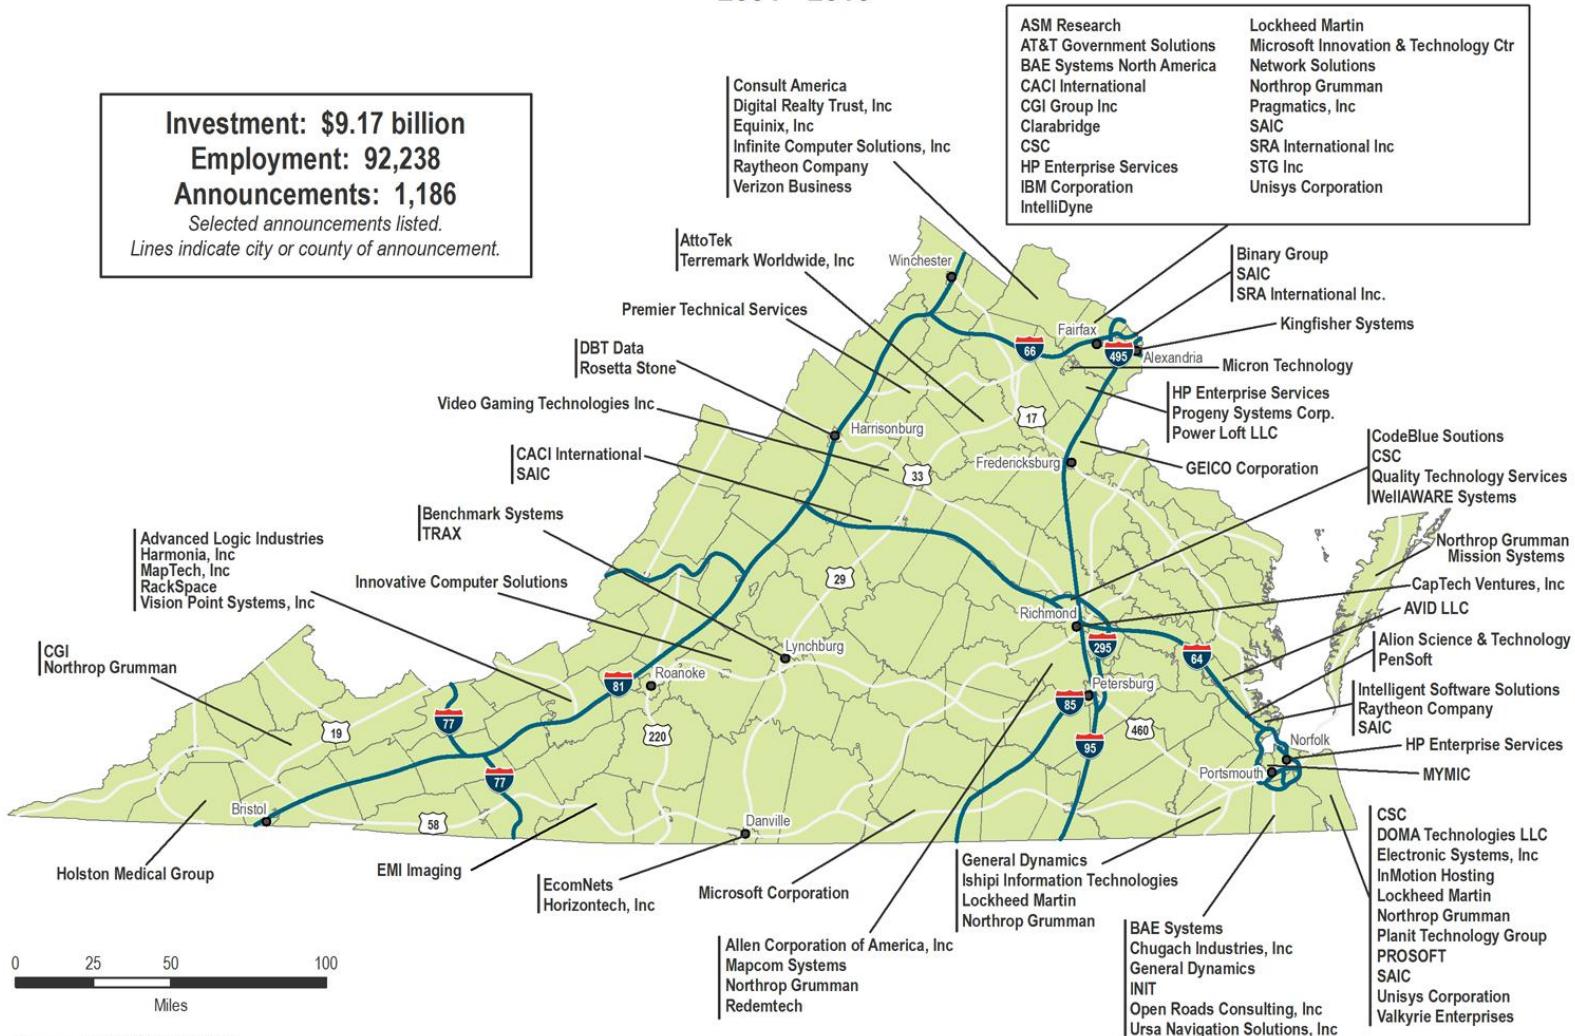 Investment: $9.17 billion
Employment: 92,238
Announcements: 1,186
Selected announcements listed.
Lines indicate city or county of announcement.
Consult America
Digital Realty Trust, Inc
Equinix, Inc
Infinite Computer Solutions, Inc
Raytheon Company
Verizon Business
ASM Research
AT&T Government Solutions
BAE Systems North America
CACI International
CGI Group Inc
Clarabridge
CSC
HP Enterprise Services
IBM Corporation
IntelliDyne
Lockheed Martin
Microsoft Innovation & Technology Ctr
Network Solutions
Northrop Grumman
Pragmatics, Inc
SAIC
SRA International Inc
STG Inc
Unisys Corporation
AttoTek
Terremark Worldwide, Inc
Winchester
Binary Group
SAIC
SRA International Inc.
Premier Technical Services
Fairfax
Kingfisher Systems
66
495
Alexandria
DBT Data
Rosetta Stone
Micron Technology
Video Gaming Technologies Inc
HP Enterprise Services
Progeny Systems Corp.
Power Loft LLC
17
Harrisonburg
CACI International
SAIC
Fredericksburg
GEICO Corporation
33
CodeBlue Soutions
CSC
Quality Technology Services
WellAWARE Systems
Benchmark Systems
TRAX
Advanced Logic Industries
Harmonia, Inc
MapTech, Inc
RackSpace
Vision Point Systems, Inc
Northrop Grumman
Mission Systems
Innovative Computer Solutions
29
CapTech Ventures, Inc
Richmond
AVID LLC
CGI
Northrop Grumman
Lynchburg
295
64
Alion Science & Technology
PenSoft
Roanoke
81
Petersburg
85
Intelligent Software Solutions
Raytheon Company
SAIC
77
19
220
460
95
Norfolk
HP Enterprise Services
77
Portsmouth
MYMIC
Bristol
58
Danville
CSC
DOMA Technologies LLC
Electronic Systems, Inc
InMotion Hosting
Lockheed Martin
Northrop Grumman
Planit Technology Group
PROSOFT
SAIC
Unisys Corporation
Valkyrie Enterprises
Holston Medical Group
EMI Imaging
EcomNets
Horizontech, Inc
Microsoft Corporation
General Dynamics
Ishipi Information Technologies
Lockheed Martin
Northrop Grumman
Allen Corporation of America, Inc
Mapcom Systems
Northrop Grumman
Redemtech
BAE Systems
Chugach Industries, Inc
General Dynamics
INIT
Open Roads Consulting, Inc
Ursa Navigation Solutions, Inc
0 25 50 100
Miles